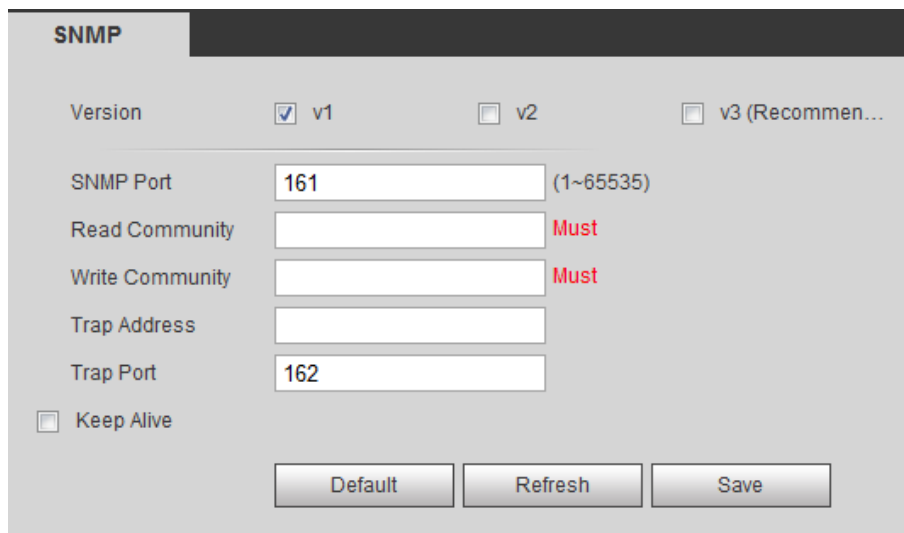 SNMP
Version v1 v2 v3 (Recommen...
SNMP Port 161 (1~65535)
Read Community Must
Write Community Must
Trap Address
Trap Port 162
Keep Alive
Default Refresh Save